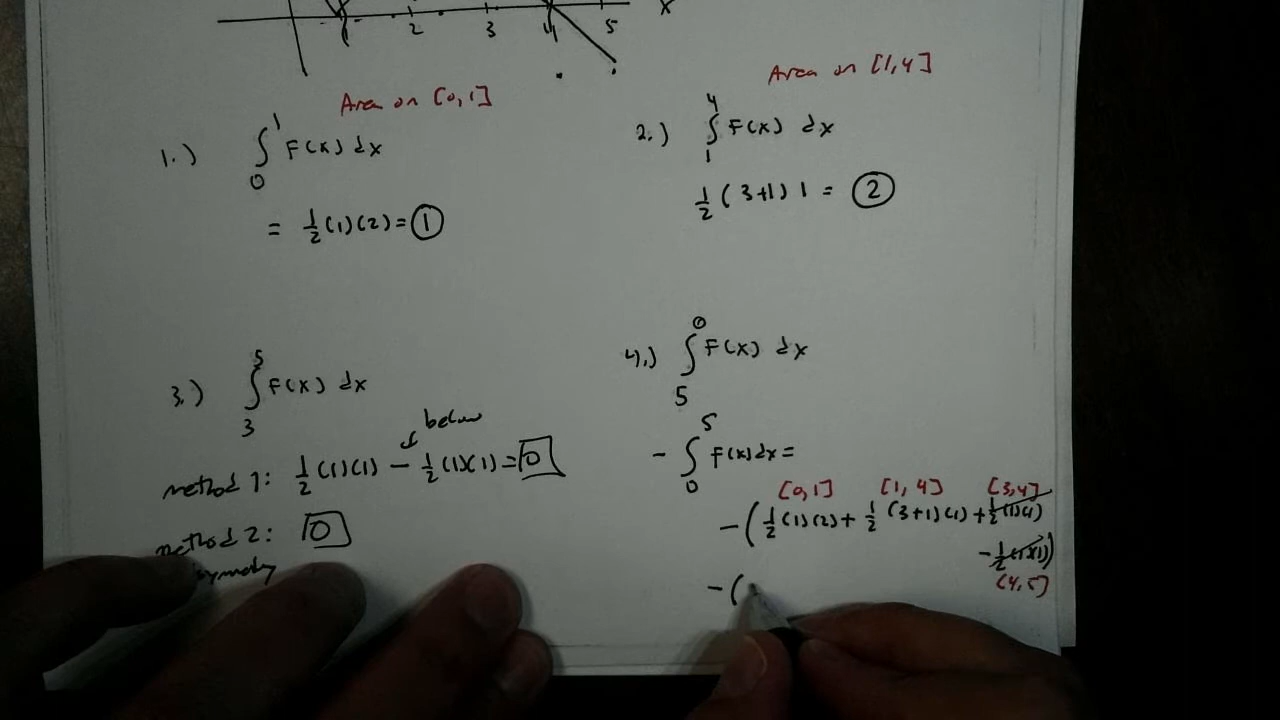 2 3 4 5 x
Area on [0,1]
1.) ∫₀¹ F(x) dx
= ½(1)(2) = 1
Area on [1,4]
2.) ∫₁⁴ F(x) dx
½(3+1)1 = 2
3.) ∫₃⁵ F(x) dx
below
method 1: ½(1)(1) - ½(1)(1) = 0
method 2: 0
4.) ∫₅⁰ F(x) dx
- ∫₀⁵ F(x) dx =
[0,1] [1,4] [3,4]
-(½(1)(2) + ½(3+1)(1) + ½(1)(1)
- ½(1)(1))
[4,5]
-(